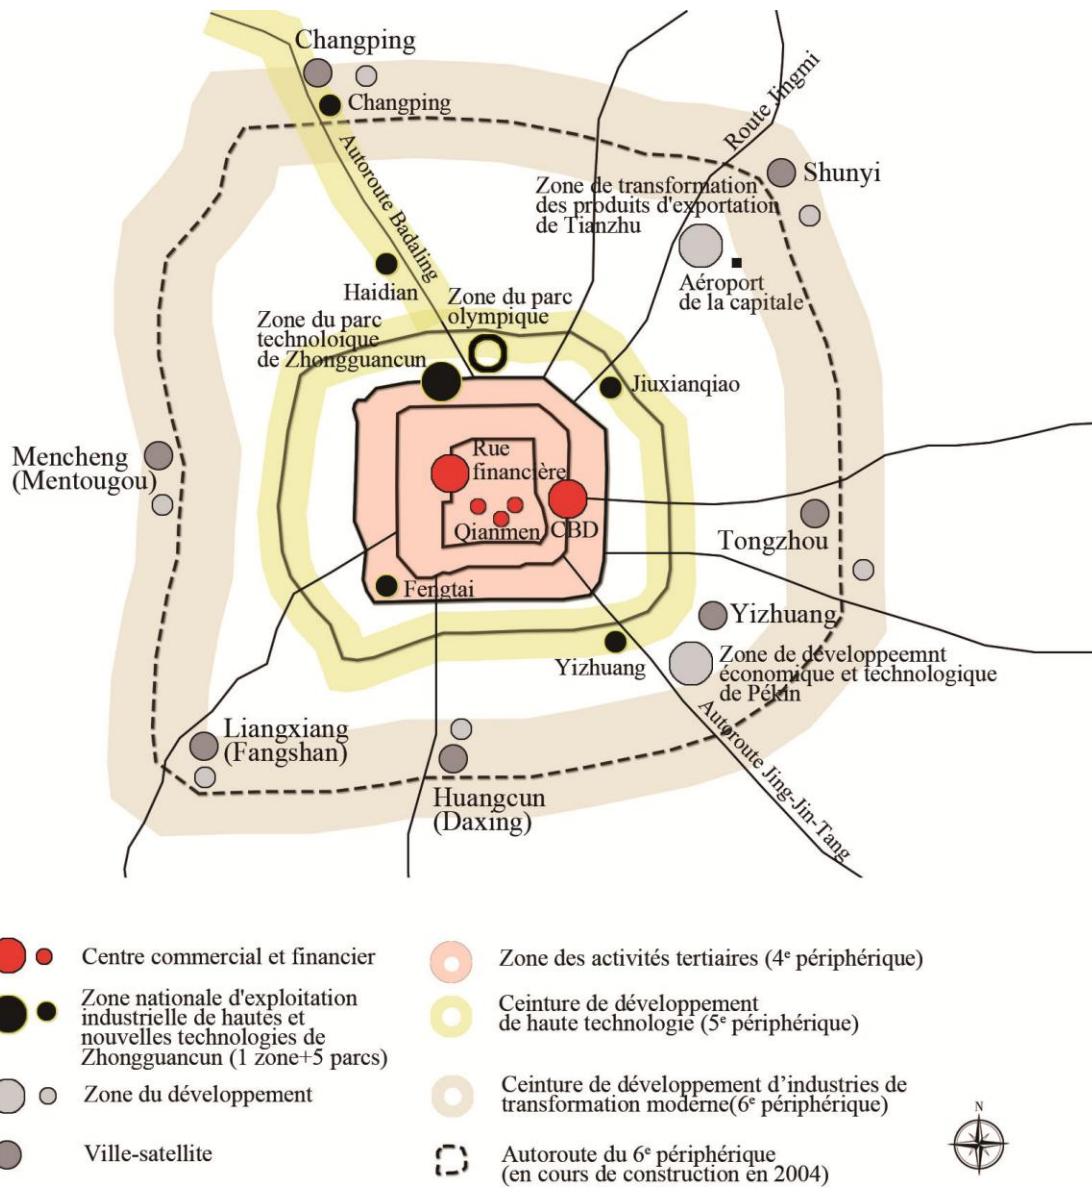 Changping
Changping
Autoroute Badaling
Route Jingmi
Shunyi
Zone de transformation
des produits d'exportation
de Tianzhu
Aéroport
de la capitale
Haidian
Zone du parc
olympique
Zone du parc
technoloique
de Zhongguancun
Jiuxianqiao
Mencheng
(Mentougou)
Rue
financière
Qianmen
CBD
Tongzhou
Fengtai
Yizhuang
Yizhuang
Zone de développeemnt
économique et technologique
de Pékin
Autoroute Jing-Jin-Tang
Liangxiang
(Fangshan)
Huangcun
(Daxing)
Centre commercial et financier
Zone nationale d'exploitation
industrielle de hautes et
nouvelles technologies de
Zhongguancun (1 zone+5 parcs)
Zone du développement
Ville-satellite
Zone des activités tertiaires (4e périphérique)
Ceinture de développement
de haute technologie (5e périphérique)
Ceinture de développement d’industries de
transformation moderne(6e périphérique)
Autoroute du 6e périphérique
(en cours de construction en 2004)
N